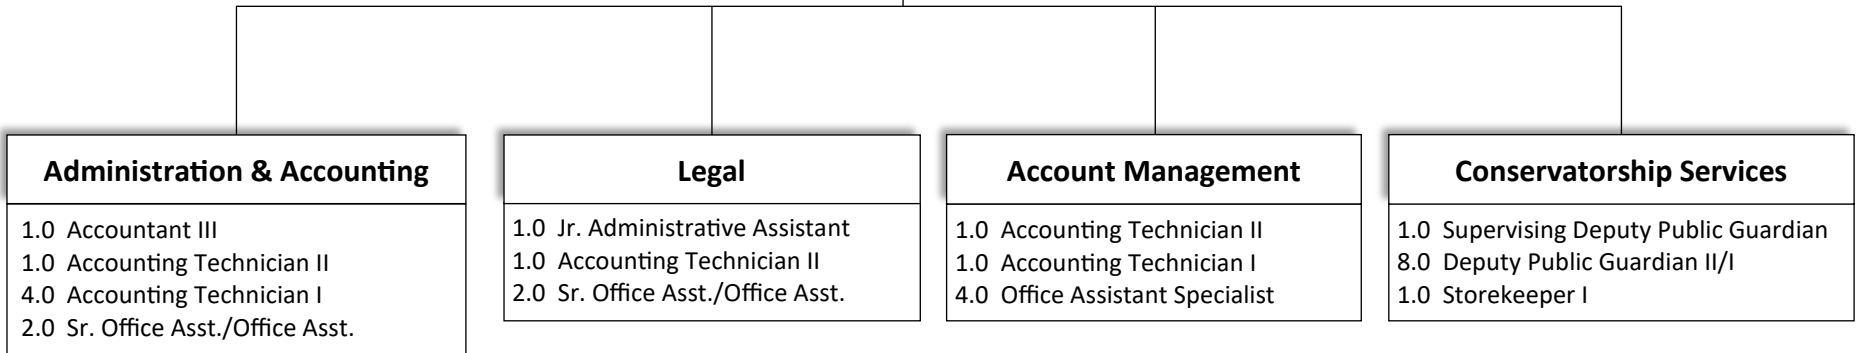 Administration & Accounting
1.0 Accountant III
1.0 Accounting Technician II
4.0 Accounting Technician I
2.0 Sr. Office Asst./Office Asst.
Legal
1.0 Jr. Administrative Assistant
1.0 Accounting Technician II
2.0 Sr. Office Asst./Office Asst.
Account Management
1.0 Accounting Technician II
1.0 Accounting Technician I
4.0 Office Assistant Specialist
Conservatorship Services
1.0 Supervising Deputy Public Guardian
8.0 Deputy Public Guardian II/I
1.0 Storekeeper I